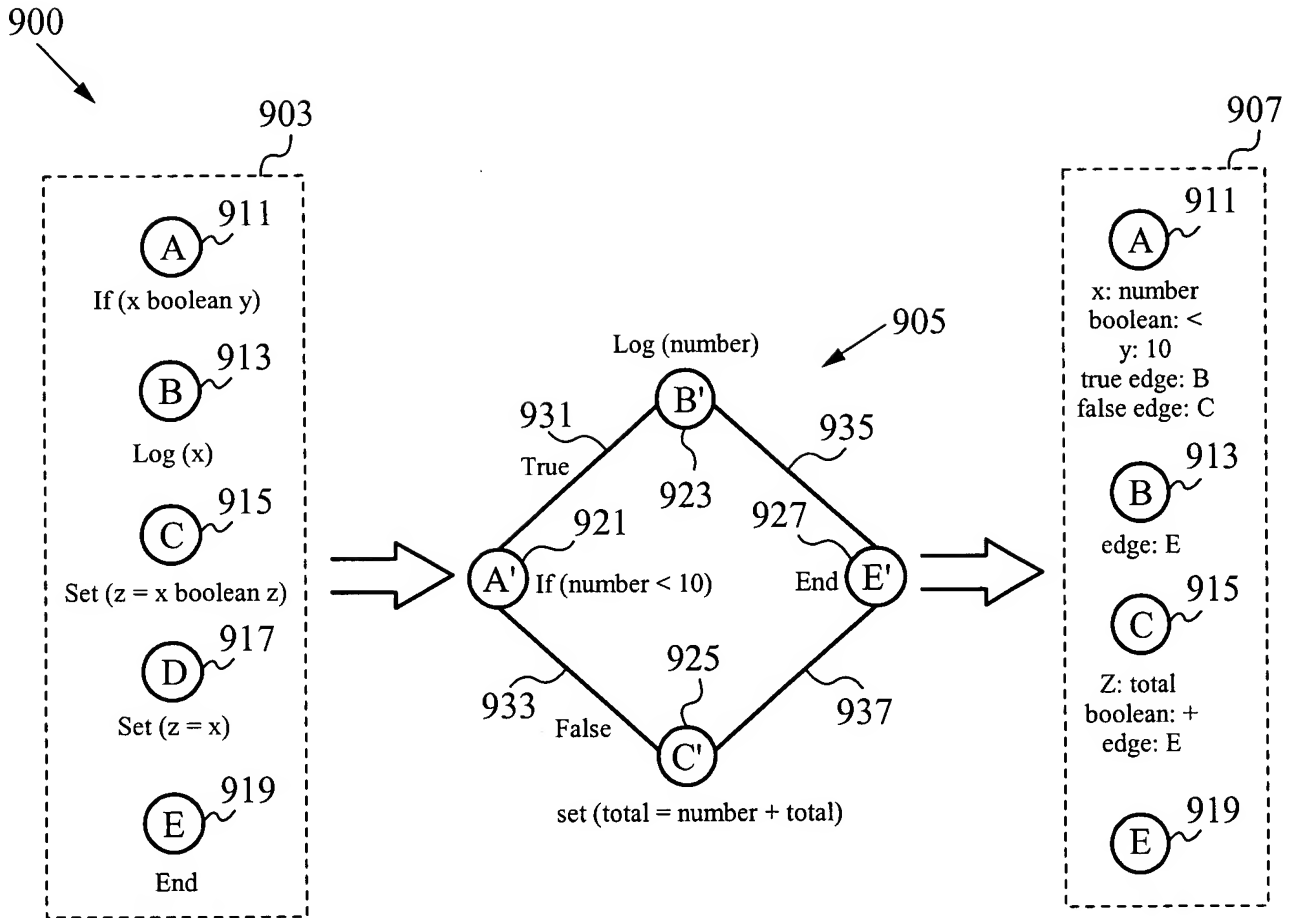 900
903
A
911
If (x boolean y)
B
913
Log (x)
C
915
Set (z = x boolean z)
D
917
Set (z = x)
E
919
End
905
Log (number)
B'
923
931
True
935
A'
921
If (number < 10)
927
End
E'
933
False
925
C'
937
set (total = number + total)
907
A
911
x: number
boolean: <
y: 10
true edge: B
false edge: C
B
913
edge: E
C
915
Z: total
boolean: +
edge: E
E
919